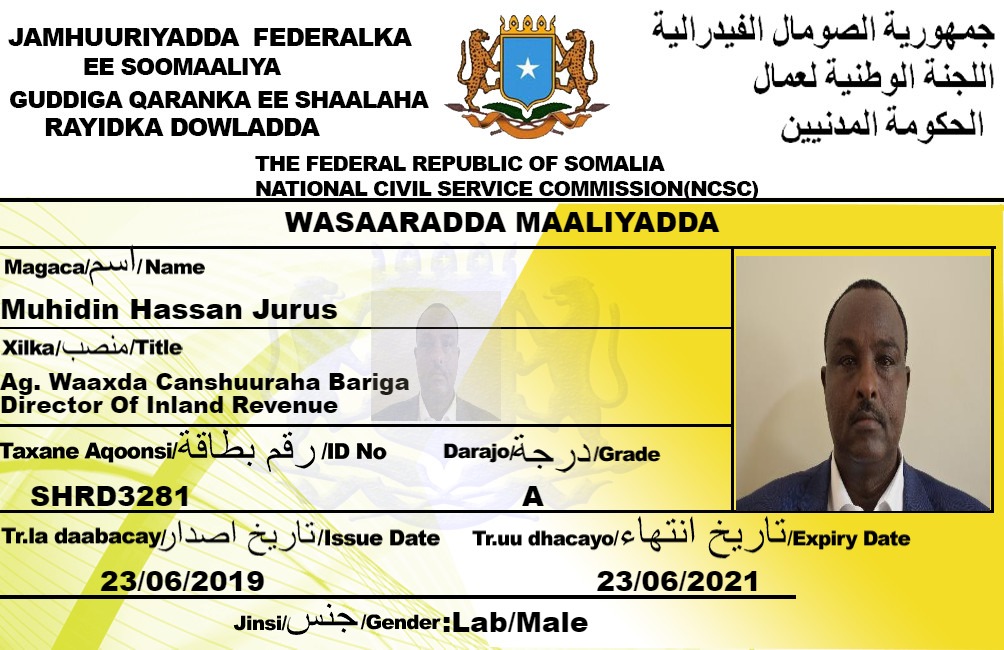 JAMHUURIYADDA FEDERALKA
EE SOOMAALIYA
GUDDIGA QARANKA EE SHAALAHA
RAYIDKA DOWLADDA
جمهورية الصومال الفيدرالية
اللجنة الوطنية لعمال
الحكومة المدنيين
THE FEDERAL REPUBLIC OF SOMALIA
NATIONAL CIVIL SERVICE COMMISSION(NCSC)
WASAARADDA MAALIYADDA
Magaca/اسم/Name
Muhidin Hassan Jurus
Xilka/منصب/Title
Ag. Waaxda Canshuuraha Bariga
Director Of Inland Revenue
Taxane Aqoonsi/رقم بطاقة/ID No Darajo/درجة/Grade
SHRD3281 A
Tr.la daabacay/تاريخ اصدار/Issue Date Tr.uu dhacayo/تاريخ انتهاء/Expiry Date
23/06/2019 23/06/2021
Jinsi/جنس/Gender:Lab/Male